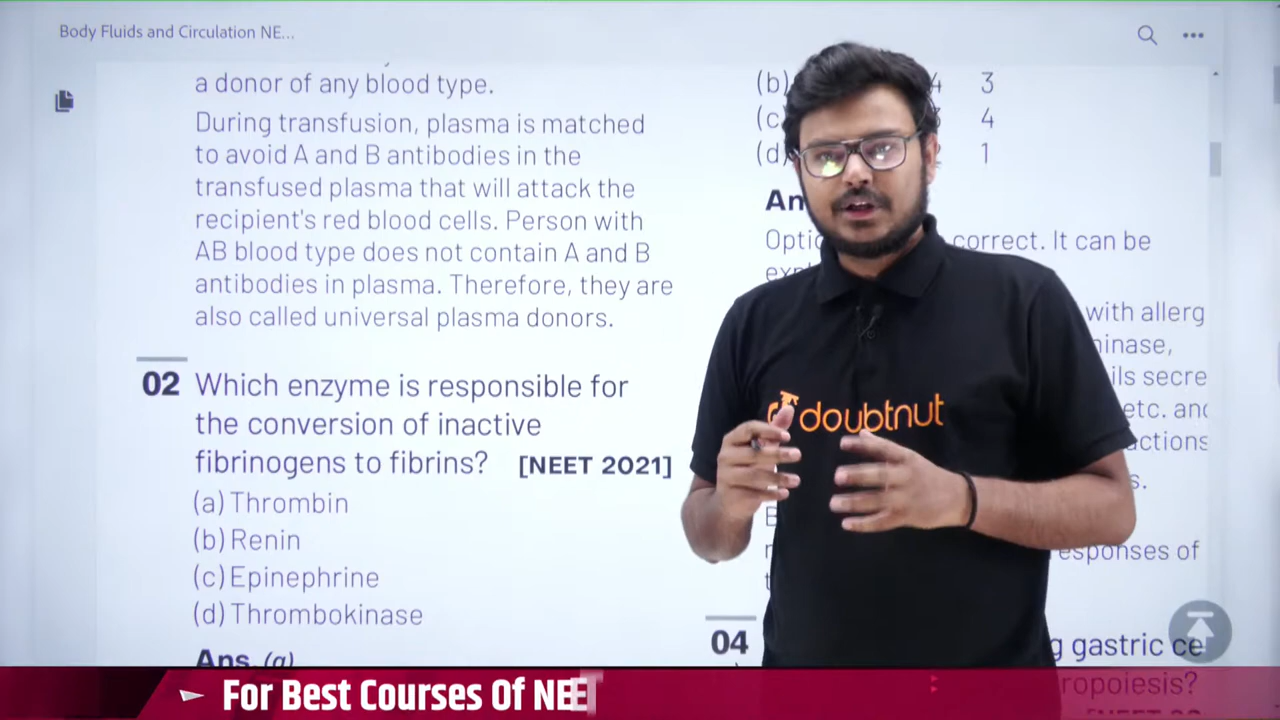 Body Fluids and Circulation NE...
a donor of any blood type.
During transfusion, plasma is matched
to avoid A and B antibodies in the
transfused plasma that will attack the
recipient's red blood cells. Person with
AB blood type does not contain A and B
antibodies in plasma. Therefore, they are
also called universal plasma donors.
02 Which enzyme is responsible for
the conversion of inactive
fibrinogens to fibrins? [NEET 2021]
(a) Thrombin
(b) Renin
(c) Epinephrine
(d) Thrombokinase
Ans. (a)
(b) 4 3
(c) 4
(d) 1
correct. It can be
with allerg
etc. and
esponses of
04
g gastric ce
ropoiesis?
doubtnut
For Best Courses Of NEET